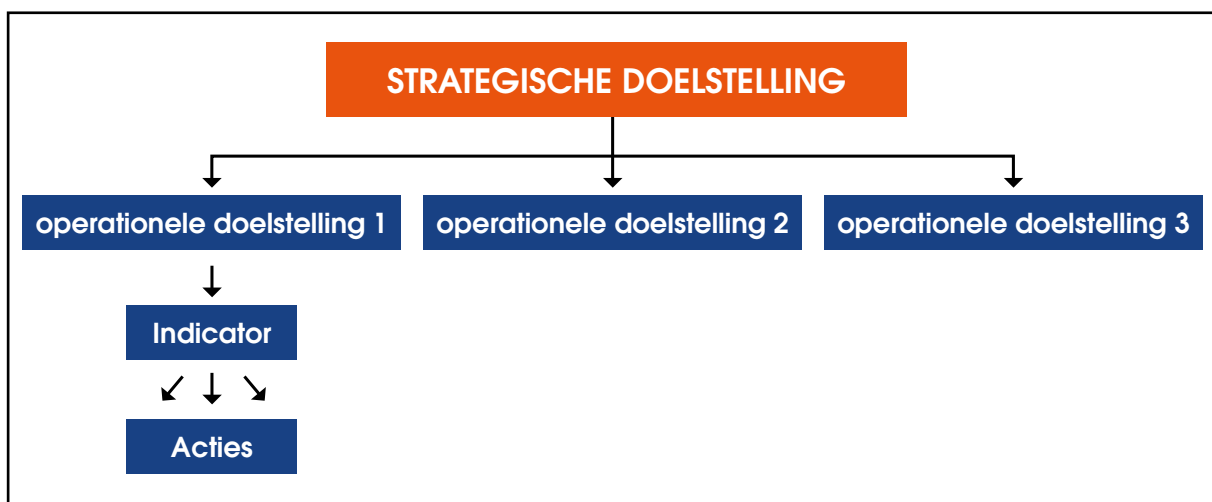 STRATEGISCHE DOELSTELLING
operationele doelstelling 1
operationele doelstelling 2
operationele doelstelling 3
Indicator
Acties